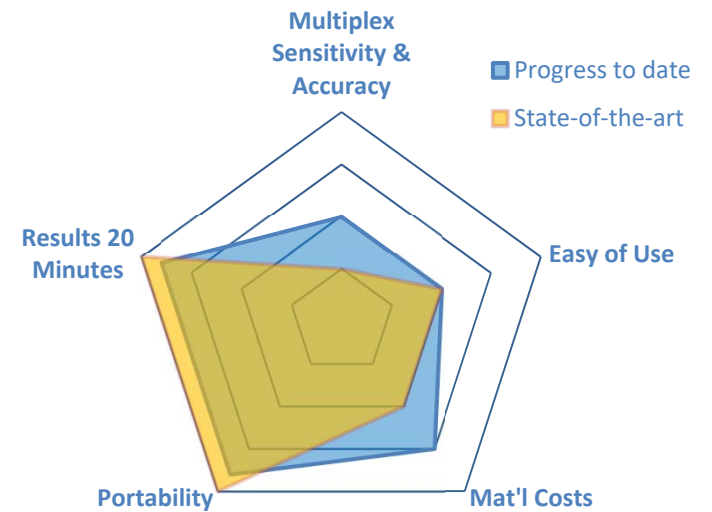 Multiplex
Sensitivity &
Accuracy
Progress to date
State-of-the-art
Results 20
Minutes
Easy of Use
Portability
Mat'l Costs